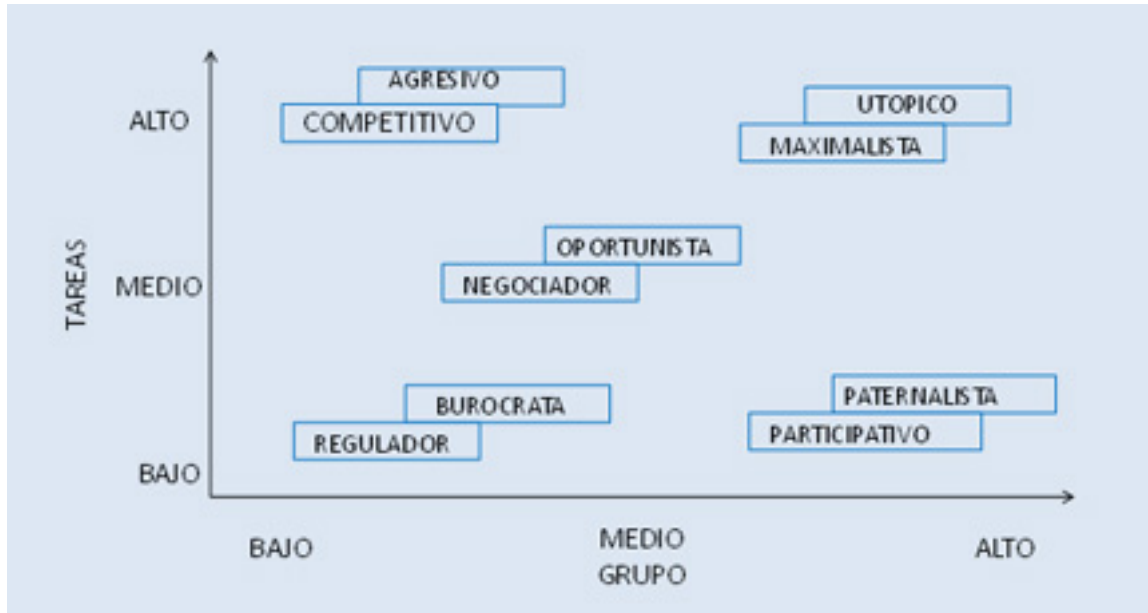 AGRESIVO
COMPETITIVO
ALTO
UTOPICO
MAXIMALISTA
OPORTUNISTA
NEGOCIADOR
MEDIO
TAREAS
BUROCRATA
REGULADOR
PATERNALISTA
PARTICIPATIVO
BAJO
BAJO
MEDIO
ALTO
GRUPO